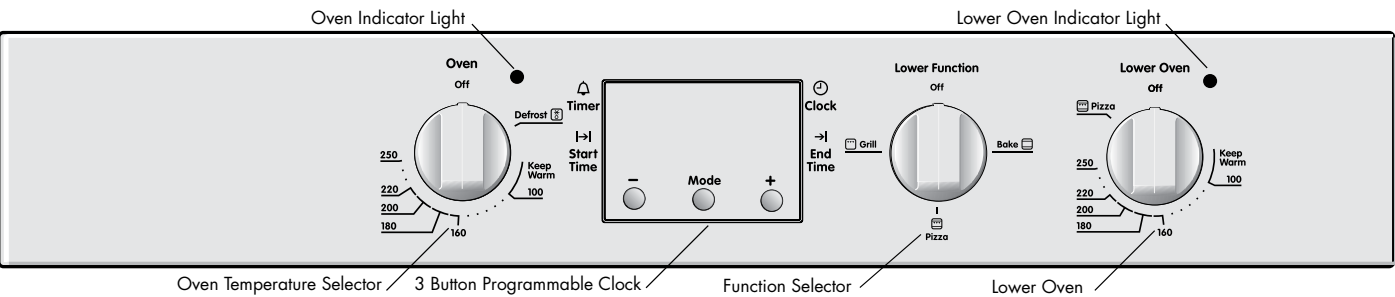 Oven Indicator Light
Lower Oven Indicator Light
Oven
Off
Defrost
Keep
Warm
100
160
180
200
220
250
Timer
Start
Time
Clock
End
Time
−
Mode
+
Lower Function
Off
Grill
Bake
Pizza
Lower Oven
Off
Pizza
Keep
Warm
100
160
180
200
220
250
Oven Temperature Selector
3 Button Programmable Clock
Function Selector
Lower Oven